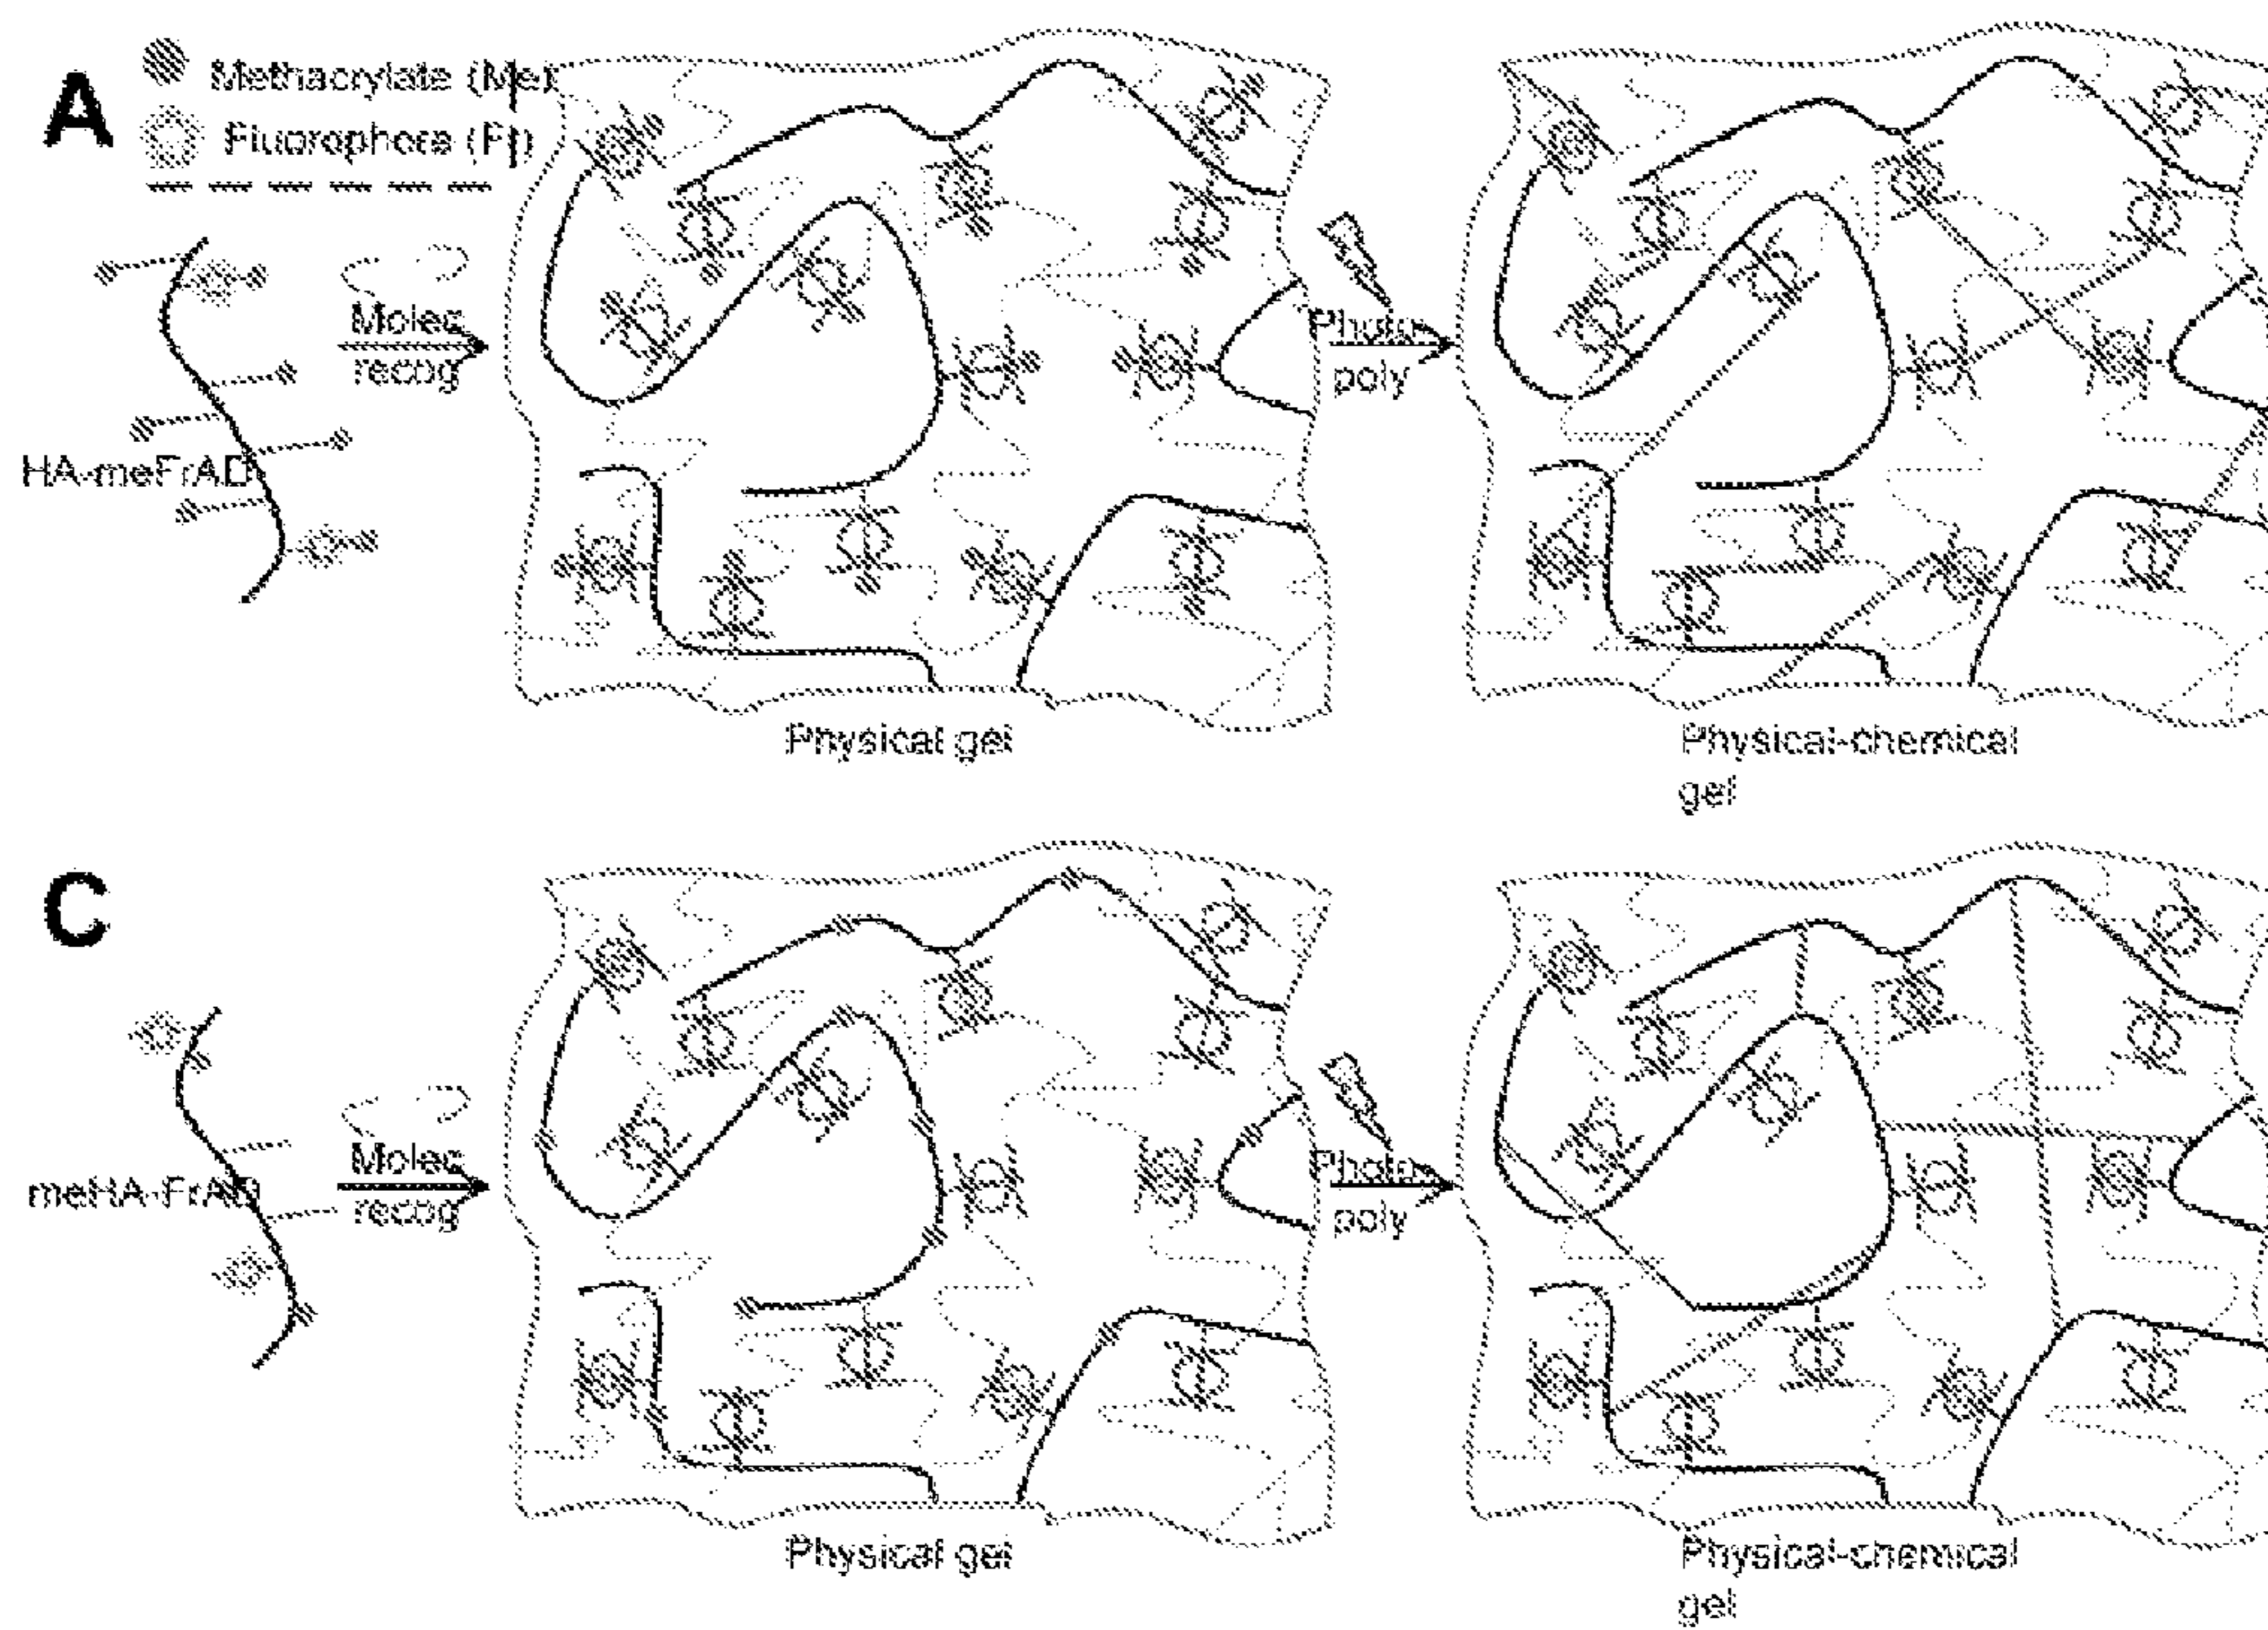 A
Methacrylate (Me)
Fluorophore (Fl)
HA-meFrAD
Molec
recog
Photo-
poly
Physical gel
Physical-chemical
gel
C
meHA-FrAD
Molec
recog
Photo-
poly
Physical gel
Physical-chemical
gel